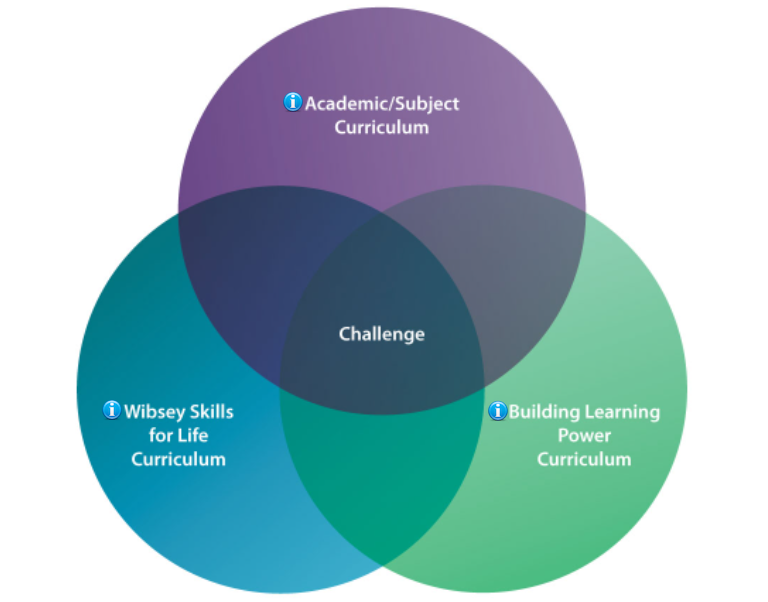 Academic/Subject
Curriculum
Challenge
Wibsey Skills
for Life
Curriculum
Building Learning
Power
Curriculum